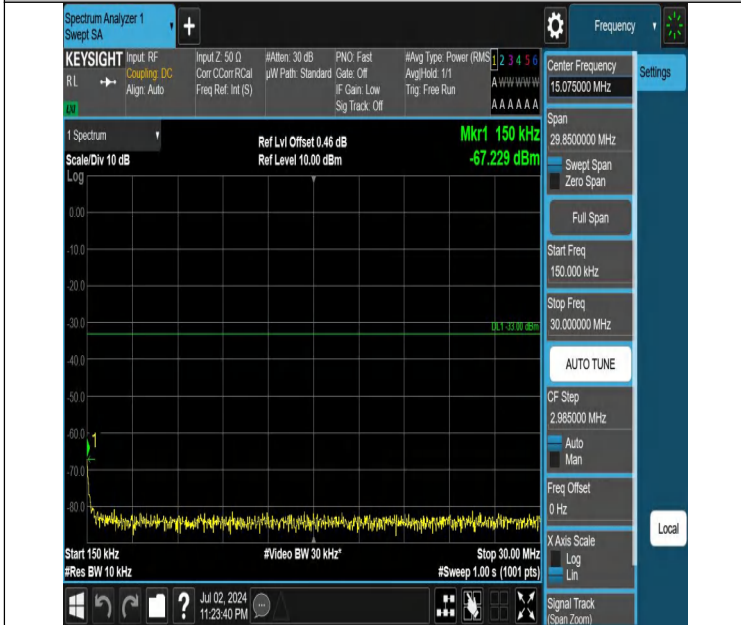 Spectrum Analyzer 1
Swept SA
+
Frequency
KEYSIGHT
RL
Input: RF
Coupling: DC
Align: Auto
Input Z: 50 Ω
Corr CCorr RCal
Freq Ref: Int (S)
#Atten: 30 dB
µW Path: Standard
PNO: Fast
Gate: Off
IF Gain: Low
Sig Track: Off
#Avg Type: Power (RMS
Avg|Hold: 1/1
Trig: Free Run
1 2 3 4 5 6
A W W W W W
A A A A A A
1 Spectrum
Scale/Div 10 dB
Log
Ref Lvl Offset 0.46 dB
Ref Level 10.00 dBm
Mkr1 150 kHz
-67.229 dBm
0.00
-10.0
-20.0
-30.0
DL1 -33.00 dBm
-40.0
-50.0
-60.0
1
-70.0
-80.0
Start 150 kHz
#Res BW 10 kHz
#Video BW 30 kHz*
Stop 30.00 MHz
#Sweep 1.00 s (1001 pts)
Center Frequency
15.075000 MHz
Settings
Span
29.8500000 MHz
Swept Span
Zero Span
Full Span
Start Freq
150.000 kHz
Stop Freq
30.000000 MHz
AUTO TUNE
CF Step
2.985000 MHz
Auto
Man
Freq Offset
0 Hz
Local
X Axis Scale
Log
Lin
Signal Track
(Span Zoom)
?
Jul 02, 2024
11:23:40 PM